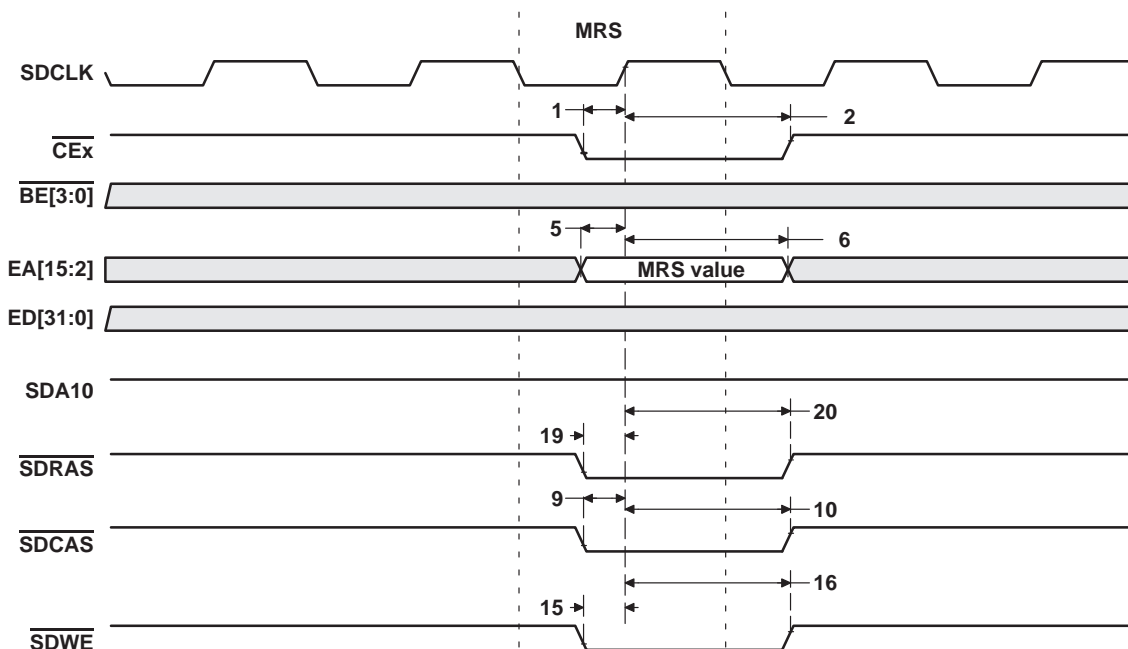 MRS
SDCLK
1
2
CEx
BE[3:0]
5
6
EA[15:2]
MRS value
ED[31:0]
SDA10
20
19
SDRAS
9
10
SDCAS
16
15
SDWE